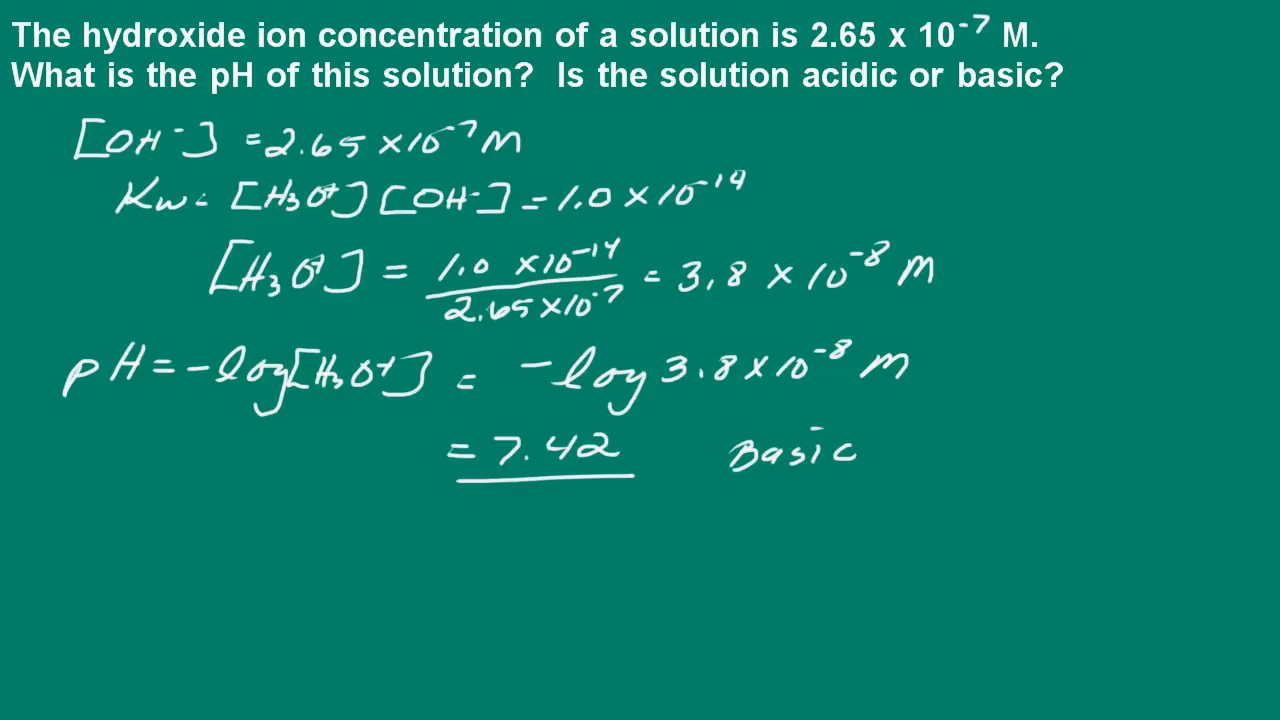 The hydroxide ion concentration of a solution is 2.65 x 10⁻⁷ M.
What is the pH of this solution? Is the solution acidic or basic?
[OH⁻] = 2.65 × 10⁻⁷ M
Kw = [H₃O⁺] [OH⁻] = 1.0 × 10⁻¹⁴
[H₃O⁺] = 1.0 × 10⁻¹⁴ / 2.65 × 10⁻⁷ = 3.8 × 10⁻⁸ M
pH = -log[H₃O⁺] = -log 3.8 × 10⁻⁸ M
= 7.42 Basic